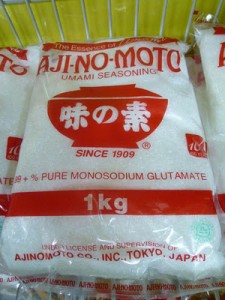 The Essence of
AJI-NO-MOTO
UMAMI SEASONING
味の素
®
SINCE 1909
% PURE MONOSODIUM GLUTAMATE
1kg
UNDER LICENSE AND SUPERVISION OF
AJINOMOTO CO., INC., TOKYO, JAPAN